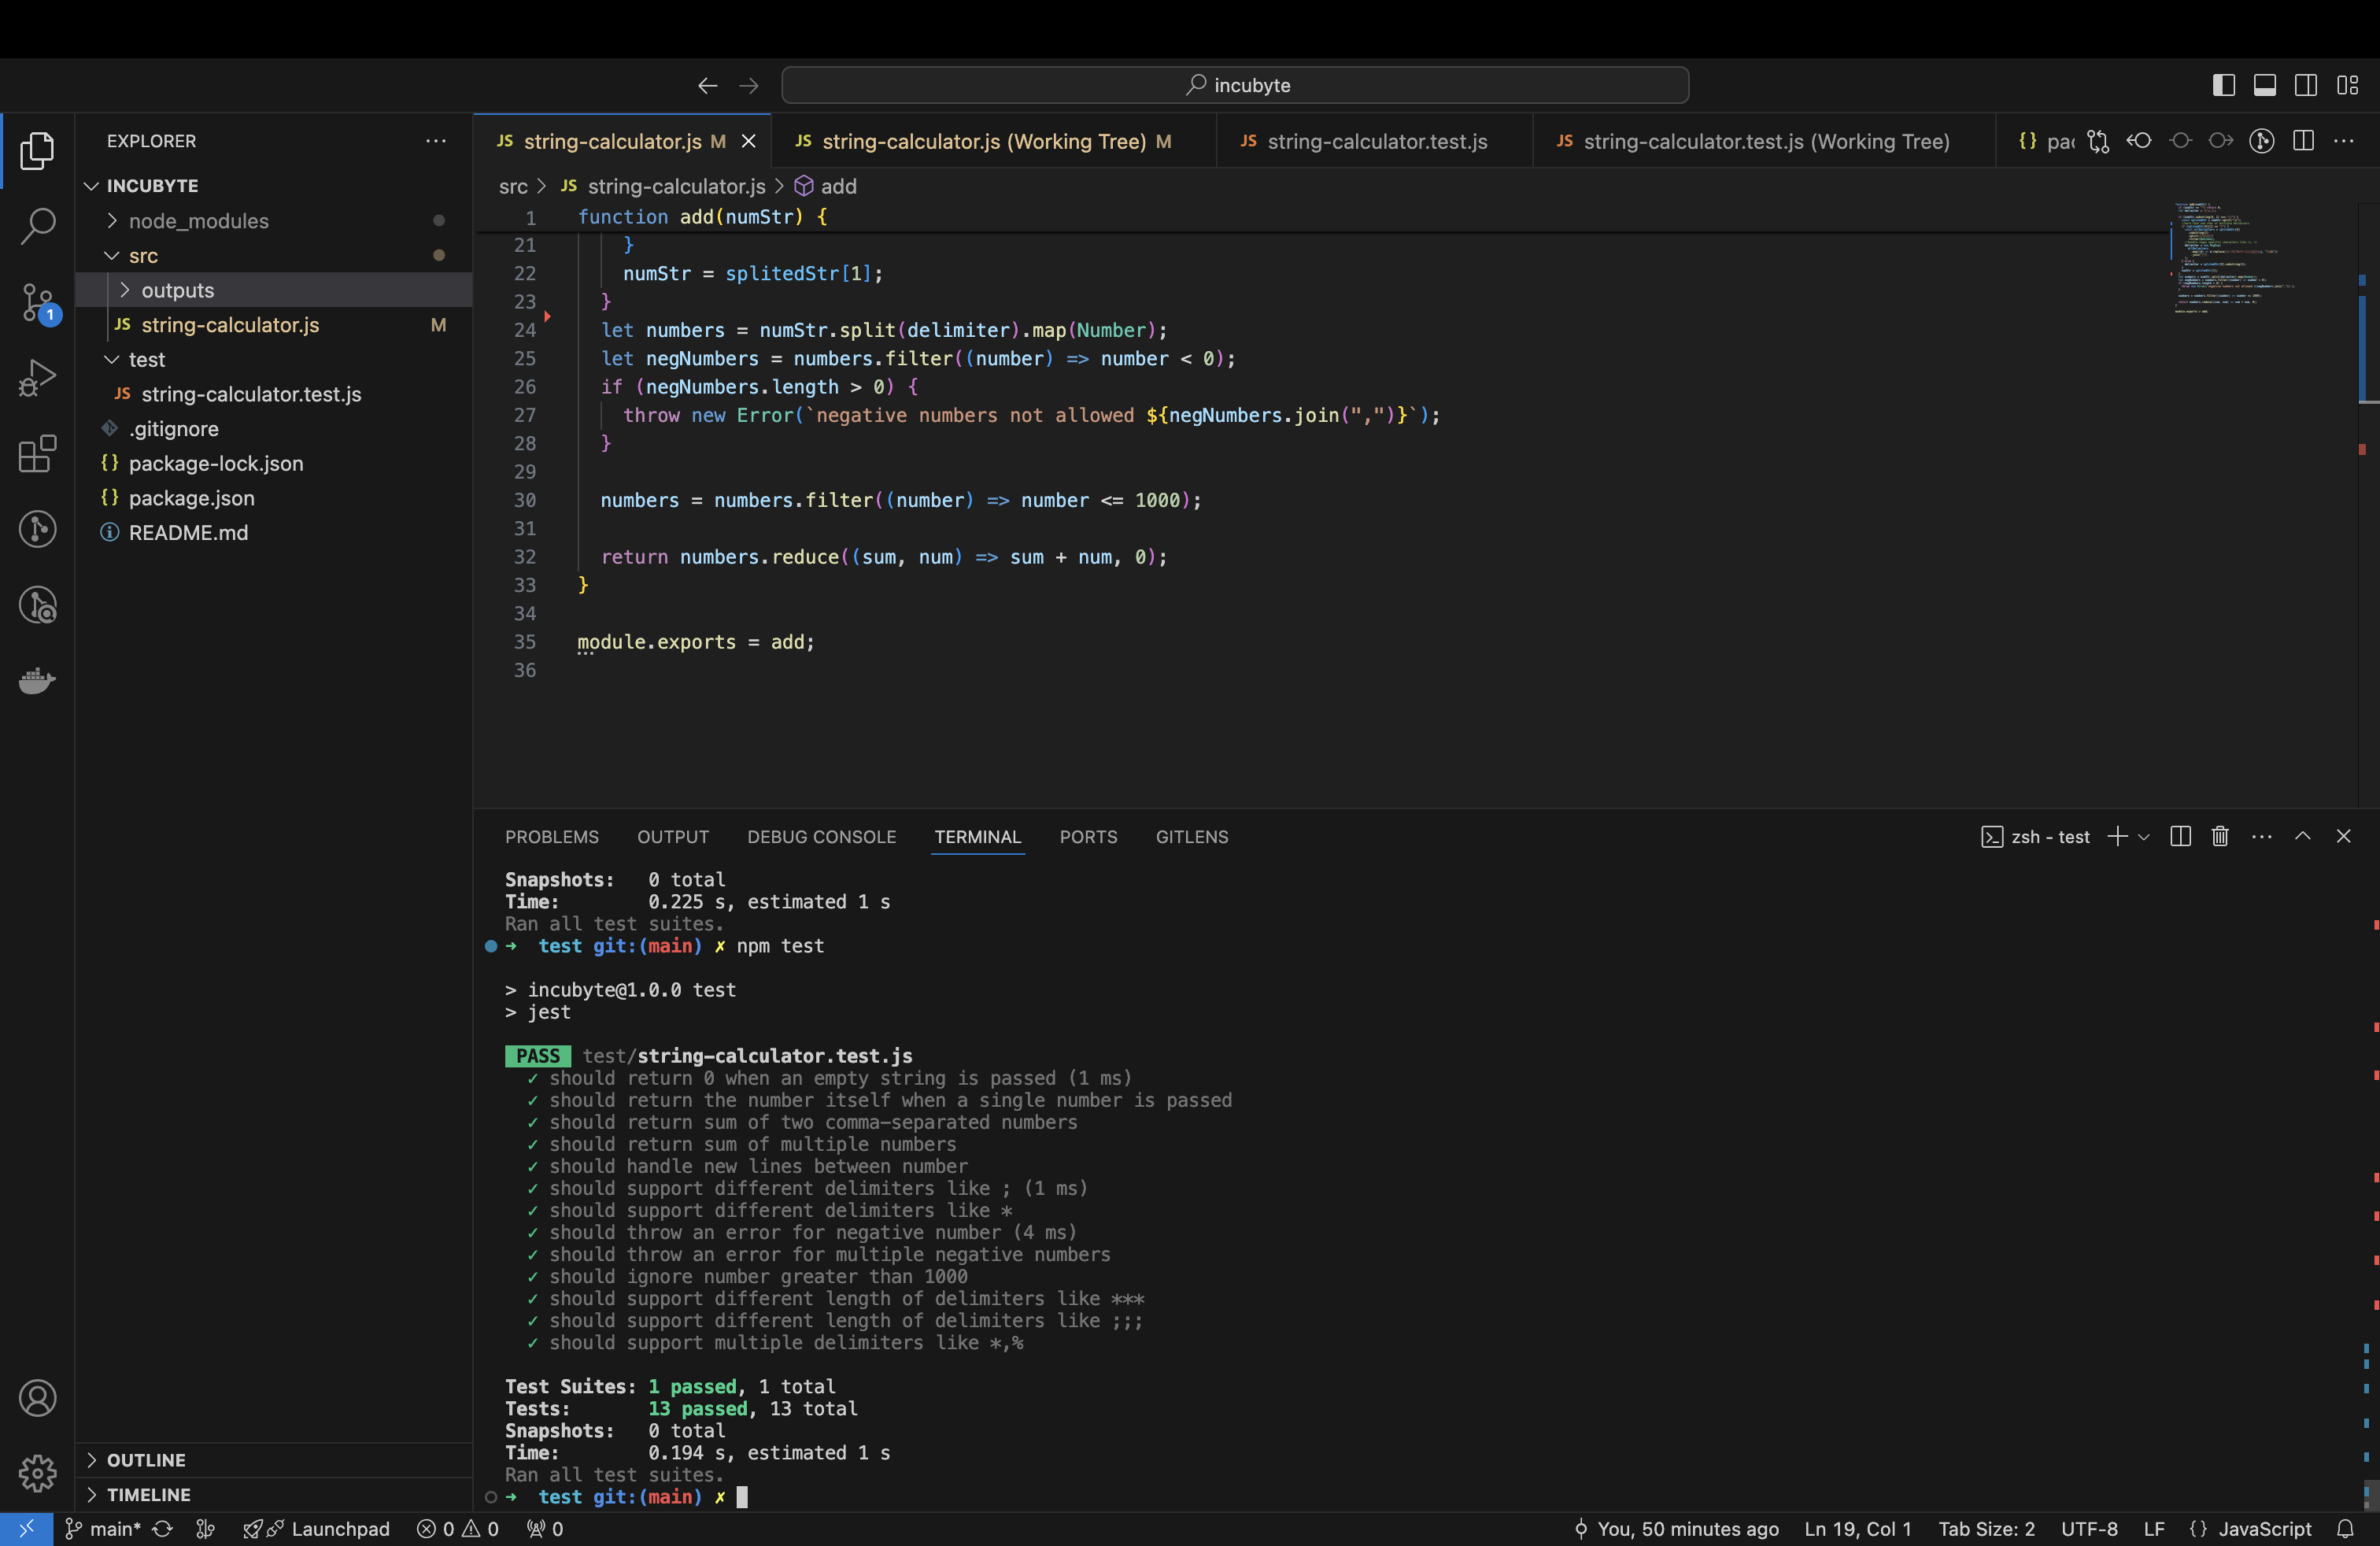 incubyte
EXPLORER
INCUBYTE
node_modules
src
outputs
JS string-calculator.js M
test
JS string-calculator.test.js
.gitignore
{} package-lock.json
{} package.json
README.md
OUTLINE
TIMELINE
JS string-calculator.js M
JS string-calculator.js (Working Tree) M
JS string-calculator.test.js
JS string-calculator.test.js (Working Tree)
{} pac
src > JS string-calculator.js > add
1 function add(numStr) {
21 }
22 numStr = splitedStr[1];
23 }
24 let numbers = numStr.split(delimiter).map(Number);
25 let negNumbers = numbers.filter((number) => number < 0);
26 if (negNumbers.length > 0) {
27 throw new Error(`negative numbers not allowed ${negNumbers.join(",")}`);
28 }
29
30 numbers = numbers.filter((number) => number <= 1000);
31
32 return numbers.reduce((sum, num) => sum + num, 0);
33 }
34
35 module.exports = add;
36
PROBLEMS OUTPUT DEBUG CONSOLE TERMINAL PORTS GITLENS
zsh - test
Snapshots: 0 total
Time: 0.225 s, estimated 1 s
Ran all test suites.
➜ test git:(main) ✗ npm test
> incubyte@1.0.0 test
> jest
PASS test/string-calculator.test.js
✓ should return 0 when an empty string is passed (1 ms)
✓ should return the number itself when a single number is passed
✓ should return sum of two comma-separated numbers
✓ should return sum of multiple numbers
✓ should handle new lines between number
✓ should support different delimiters like ; (1 ms)
✓ should support different delimiters like *
✓ should throw an error for negative number (4 ms)
✓ should throw an error for multiple negative numbers
✓ should ignore number greater than 1000
✓ should support different length of delimiters like ***
✓ should support different length of delimiters like ;;;
✓ should support multiple delimiters like *,%
Test Suites: 1 passed, 1 total
Tests: 13 passed, 13 total
Snapshots: 0 total
Time: 0.194 s, estimated 1 s
Ran all test suites.
➜ test git:(main) ✗
1
main* Launchpad 0 0 0
You, 50 minutes ago Ln 19, Col 1 Tab Size: 2 UTF-8 LF {} JavaScript